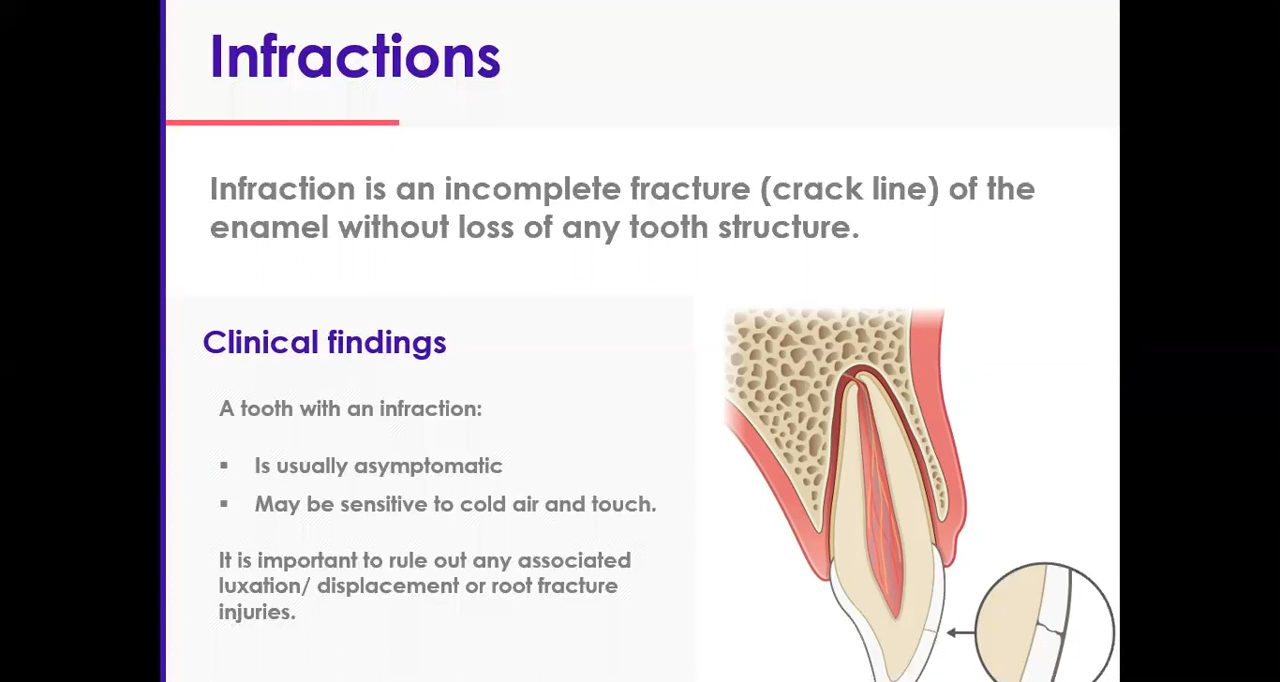 Infractions
Infraction is an incomplete fracture (crack line) of the
enamel without loss of any tooth structure.
Clinical findings
A tooth with an infraction:
▪ Is usually asymptomatic
▪ May be sensitive to cold air and touch.
It is important to rule out any associated
luxation/ displacement or root fracture
injuries.